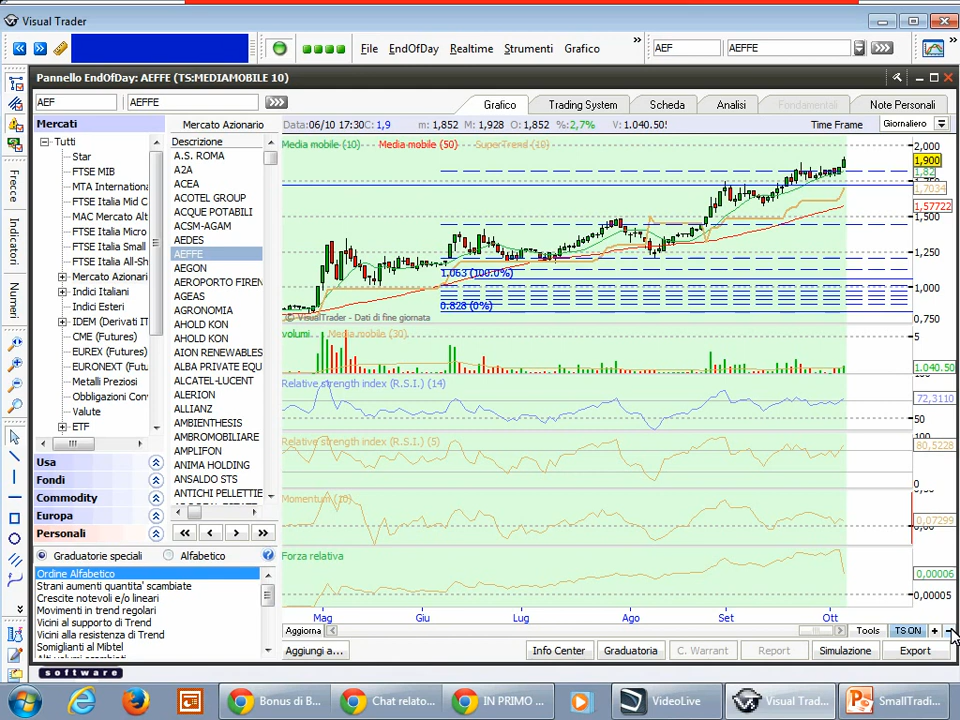 Visual Trader
File EndOfDay Realtime Strumenti Grafico » AEF AEFFE »
Pannello EndOfDay: AEFFE (TS:MEDIAMOBILE 10)
AEF AEFFE Grafico Trading System Scheda Analisi Fondamentali Note Personali
Mercati
Tutti
Star
FTSE MIB
MTA Internationa
FTSE Italia Mid C
MAC Mercato Alt
FTSE Italia Micro
FTSE Italia Small
FTSE Italia All-Sh
Mercato Azionari
Indici Italiani
Indici Esteri
IDEM (Derivati IT
CME (Futures)
EUREX (Futures)
EURONEXT (Futu
Metalli Preziosi
Obbligazioni Conv
Valute
ETF
Usa
Fondi
Commodity
Europa
Personali
Frecce
Indicatori
Numeri
Mercato Azionario
Descrizione
A.S. ROMA
A2A
ACEA
ACOTEL GROUP
ACQUE POTABILI
ACSM-AGAM
AEDES
AEFFE
AEGON
AEROPORTO FIREN
AGEAS
AGRONOMIA
AHOLD KON
AHOLD KON
AION RENEWABLES
ALBA PRIVATE EQU
ALCATEL-LUCENT
ALERION
ALLIANZ
AMBIENTHESIS
AMBROMOBILIARE
AMPLIFON
ANIMA HOLDING
ANSALDO STS
ANTICHI PELLETTIE
Graduatorie speciali Alfabetico
Ordine Alfabetico
Strani aumenti quantita' scambiate
Crescite notevoli e/o lineari
Movimenti in trend regolari
Vicini al supporto di Trend
Vicini alla resistenza di Trend
Somiglianti al Mibtel
Data:06/10 17:30 C:1,9 m: 1,852 M: 1,928 O: 1,852 %:2,7% V: 1.040.50 Time Frame Giornaliero
Media mobile (10) Media mobile (50) SuperTrend (10)
2,000
1,900
1,82
1,7034
1,57722
1,500
1,250
1,000
0,750
1.063 (100.0%)
0.828 (0%)
© VisualTrader - Dati di fine giornata
volumi Media mobile (30)
5
1.040.50
Relative strength index (R.S.I.) (14)
72,3110
50
Relative strength index (R.S.I.) (5)
100
80,5228
0
Momentum (10)
0,07299
Forza relativa
0,00006
0,00005
Mag Giu Lug Ago Set Ott
Aggiorna Tools TS ON + -
Aggiungi a... Info Center Graduatoria C. Warrant Report Simulazione Export
software
Bonus di B... Chat relato... IN PRIMO ... VideoLive Visual Trad... SmallTradi...